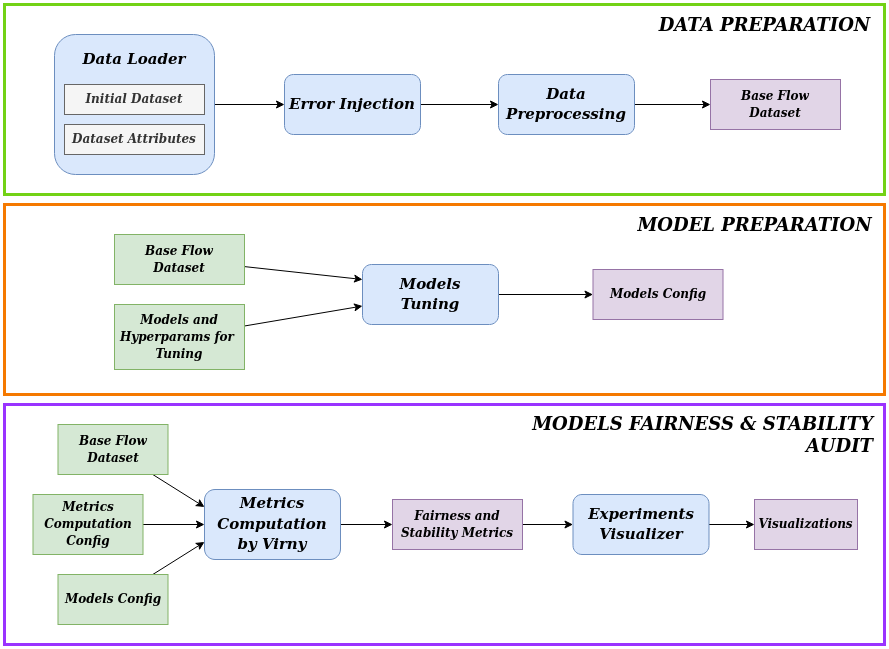 DATA PREPARATION
Data Loader
Initial Dataset
Dataset Attributes
Error Injection
Data
Preprocessing
Base Flow
Dataset
MODEL PREPARATION
Base Flow
Dataset
Models and
Hyperparams for
Tuning
Models
Tuning
Models Config
MODELS FAIRNESS & STABILITY
AUDIT
Base Flow
Dataset
Metrics
Computation
Config
Models Config
Metrics
Computation
by Virny
Fairness and
Stability Metrics
Experiments
Visualizer
Visualizations